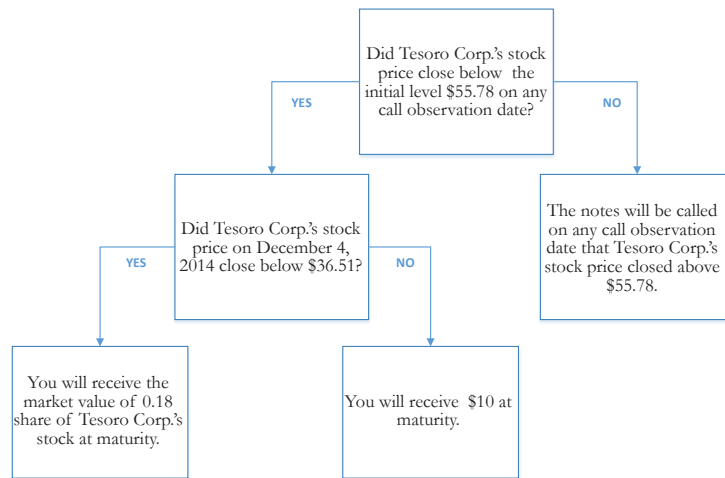 Did Tesoro Corp.'s stock
price close below the
initial level $55.78 on any
call observation date?
YES
NO
Did Tesoro Corp.'s stock
price on December 4,
2014 close below $36.51?
The notes will be called
on any call observation
date that Tesoro Corp.'s
stock price closed above
$55.78.
YES
NO
You will receive the
market value of 0.18
share of Tesoro Corp.'s
stock at maturity.
You will receive $10 at
maturity.